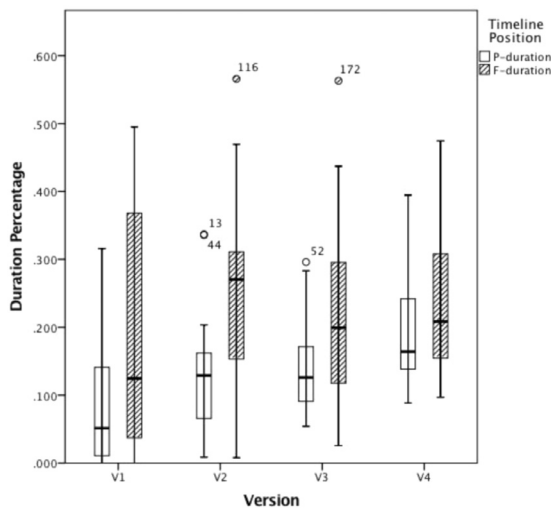 Timeline
Position
P-duration
F-duration
.600
.500
.400
.300
.200
.100
.000
Duration Percentage
116
172
13
44
52
V1
V2
V3
V4
Version